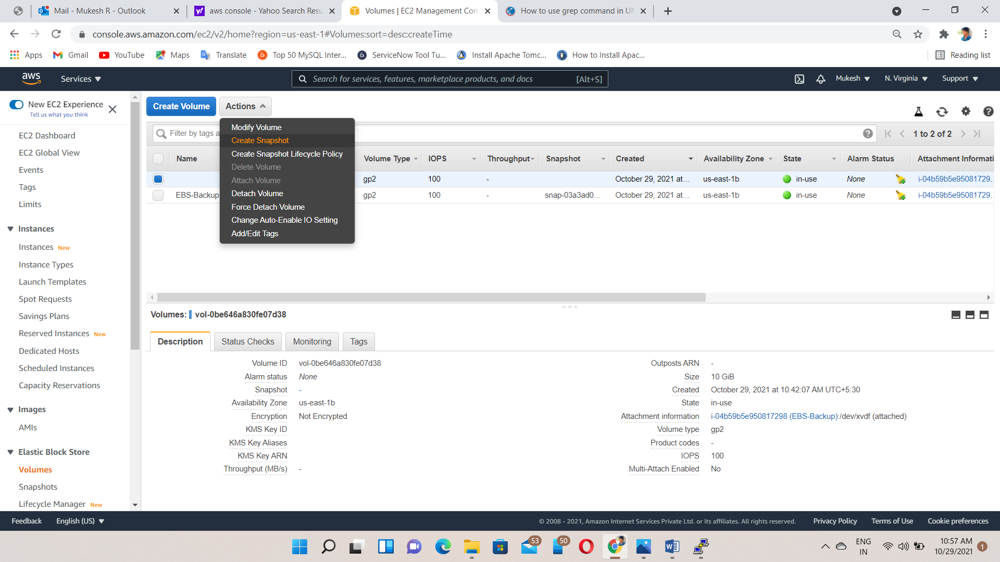 Mail - Mukesh R - Outlook
aws console - Yahoo Search Resu
Volumes | EC2 Management Con
How to use grep command in UN
console.aws.amazon.com/ec2/v2/home?region=us-east-1#Volumes:sort=desc:createTime
Apps
Gmail
YouTube
Maps
Translate
Top 50 MySQL Inter...
ServiceNow Tool Tu...
Install Apache Tomc...
How to Install Apac...
Reading list
aws
Services
Search for services, features, marketplace products, and docs
[Alt+S]
Mukesh
N. Virginia
Support
New EC2 Experience
Tell us what you think
EC2 Dashboard
EC2 Global View
Events
Tags
Limits
Instances
Instances New
Instance Types
Launch Templates
Spot Requests
Savings Plans
Reserved Instances New
Dedicated Hosts
Scheduled Instances
Capacity Reservations
Images
AMIs
Elastic Block Store
Volumes
Snapshots
Lifecycle Manager New
Create Volume
Actions
Filter by tags a
1 to 2 of 2
Modify Volume
Create Snapshot
Create Snapshot Lifecycle Policy
Delete Volume
Attach Volume
Detach Volume
Force Detach Volume
Change Auto-Enable IO Setting
Add/Edit Tags
Name
Volume Type
IOPS
Throughput
Snapshot
Created
Availability Zone
State
Alarm Status
Attachment Informati
gp2
100
-
October 29, 2021 at...
us-east-1b
in-use
None
i-04b59b5e95081729...
EBS-Backup
gp2
100
-
snap-03a3ad0...
October 29, 2021 at...
us-east-1b
in-use
None
i-04b59b5e95081729...
Volumes: vol-0be646a830fe07d38
Description
Status Checks
Monitoring
Tags
Volume ID vol-0be646a830fe07d38
Alarm status None
Snapshot -
Availability Zone us-east-1b
Encryption Not Encrypted
KMS Key ID
KMS Key Aliases
KMS Key ARN
Throughput (MB/s) -
Outposts ARN -
Size 10 GiB
Created October 29, 2021 at 10:42:07 AM UTC+5:30
State in-use
Attachment information i-04b59b5e950817298 (EBS-Backup):/dev/xvdf (attached)
Volume type gp2
Product codes -
IOPS 100
Multi-Attach Enabled No
Feedback
English (US)
© 2008 - 2021, Amazon Internet Services Private Ltd. or its affiliates. All rights reserved.
Privacy Policy
Terms of Use
Cookie preferences
53
50
ENG
IN
10:57 AM
10/29/2021
1